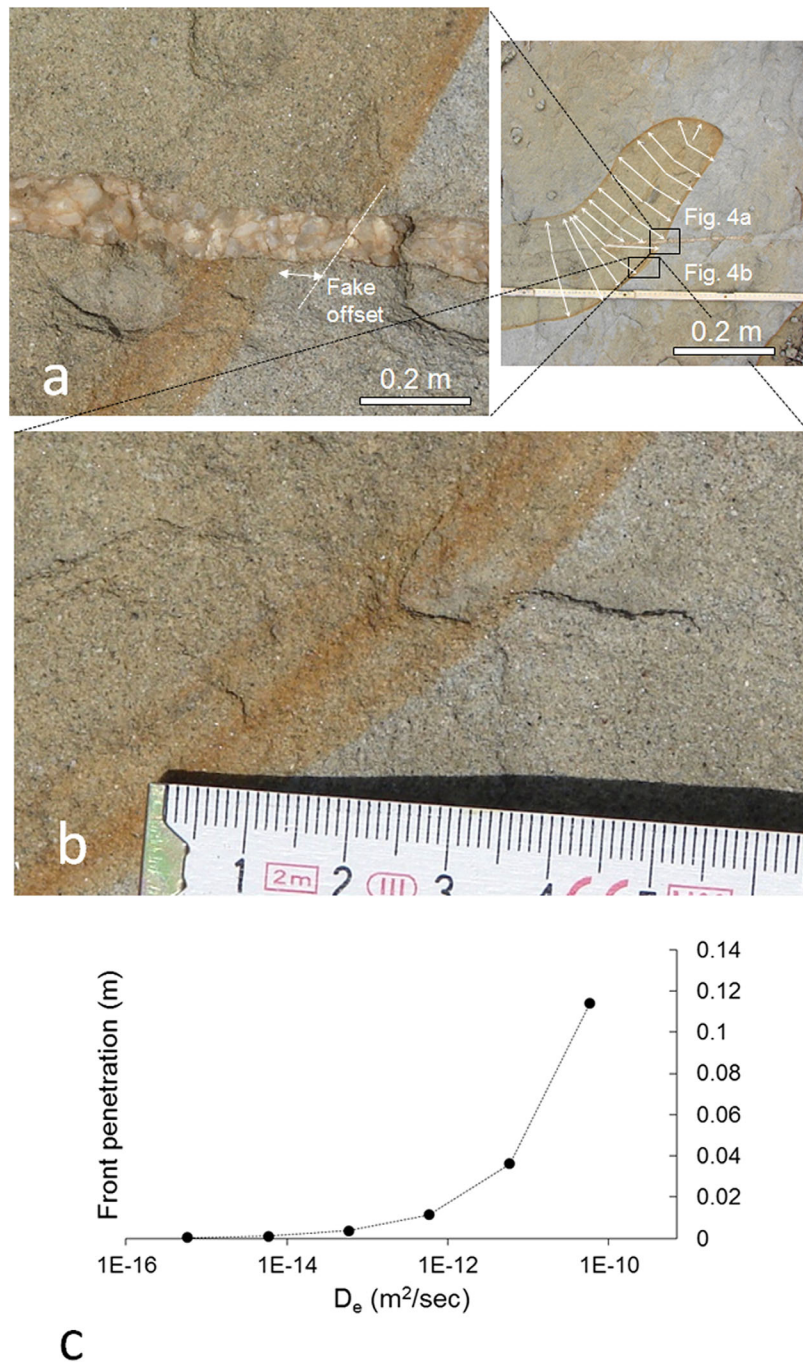 Fake
offset
0.2 m
a
Fig. 4a
Fig. 4b
0.2 m
b
1 2m 2 III 3 4
Front penetration (m)
0.14
0.12
0.1
0.08
0.06
0.04
0.02
0
1E-16 1E-14 1E-12 1E-10
De (m2/sec)
c